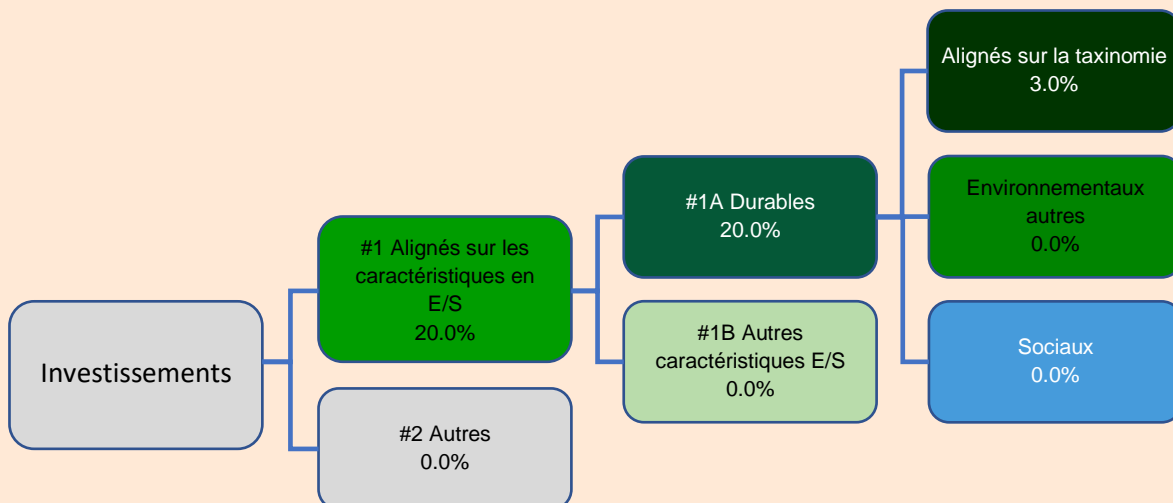 Investissements
#1 Alignés sur les
caractéristiques en
E/S
20.0%
#2 Autres
0.0%
#1A Durables
20.0%
#1B Autres
caractéristiques E/S
0.0%
Alignés sur la taxinomie
3.0%
Environnementaux
autres
0.0%
Sociaux
0.0%